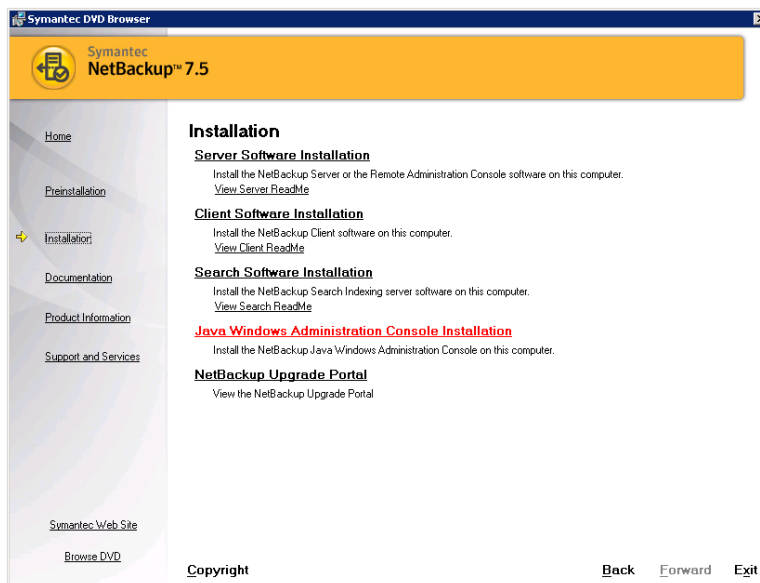 Symantec DVD Browser
Symantec
NetBackup™ 7.5
Home
Preinstallation
Installation
Documentation
Product Information
Support and Services
Symantec Web Site
Browse DVD
Installation
Server Software Installation
Install the NetBackup Server or the Remote Administration Console software on this computer.
View Server ReadMe
Client Software Installation
Install the NetBackup Client software on this computer.
View Client ReadMe
Search Software Installation
Install the NetBackup Search Indexing server software on this computer.
View Search ReadMe
Java Windows Administration Console Installation
Install the NetBackup Java Windows Administration Console on this computer.
NetBackup Upgrade Portal
View the NetBackup Upgrade Portal
Copyright
Back Forward Exit